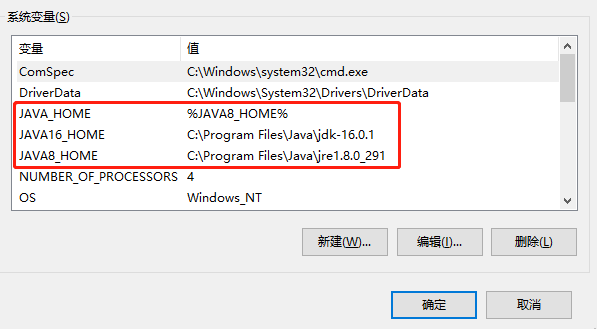 系统变量(S)
变量 值
ComSpec C:\Windows\system32\cmd.exe
DriverData C:\Windows\System32\Drivers\DriverData
JAVA_HOME %JAVA8_HOME%
JAVA16_HOME C:\Program Files\Java\jdk-16.0.1
JAVA8_HOME C:\Program Files\Java\jre1.8.0_291
NUMBER_OF_PROCESSORS 4
OS Windows_NT
新建(W)... 编辑(I)... 删除(L)
确定 取消